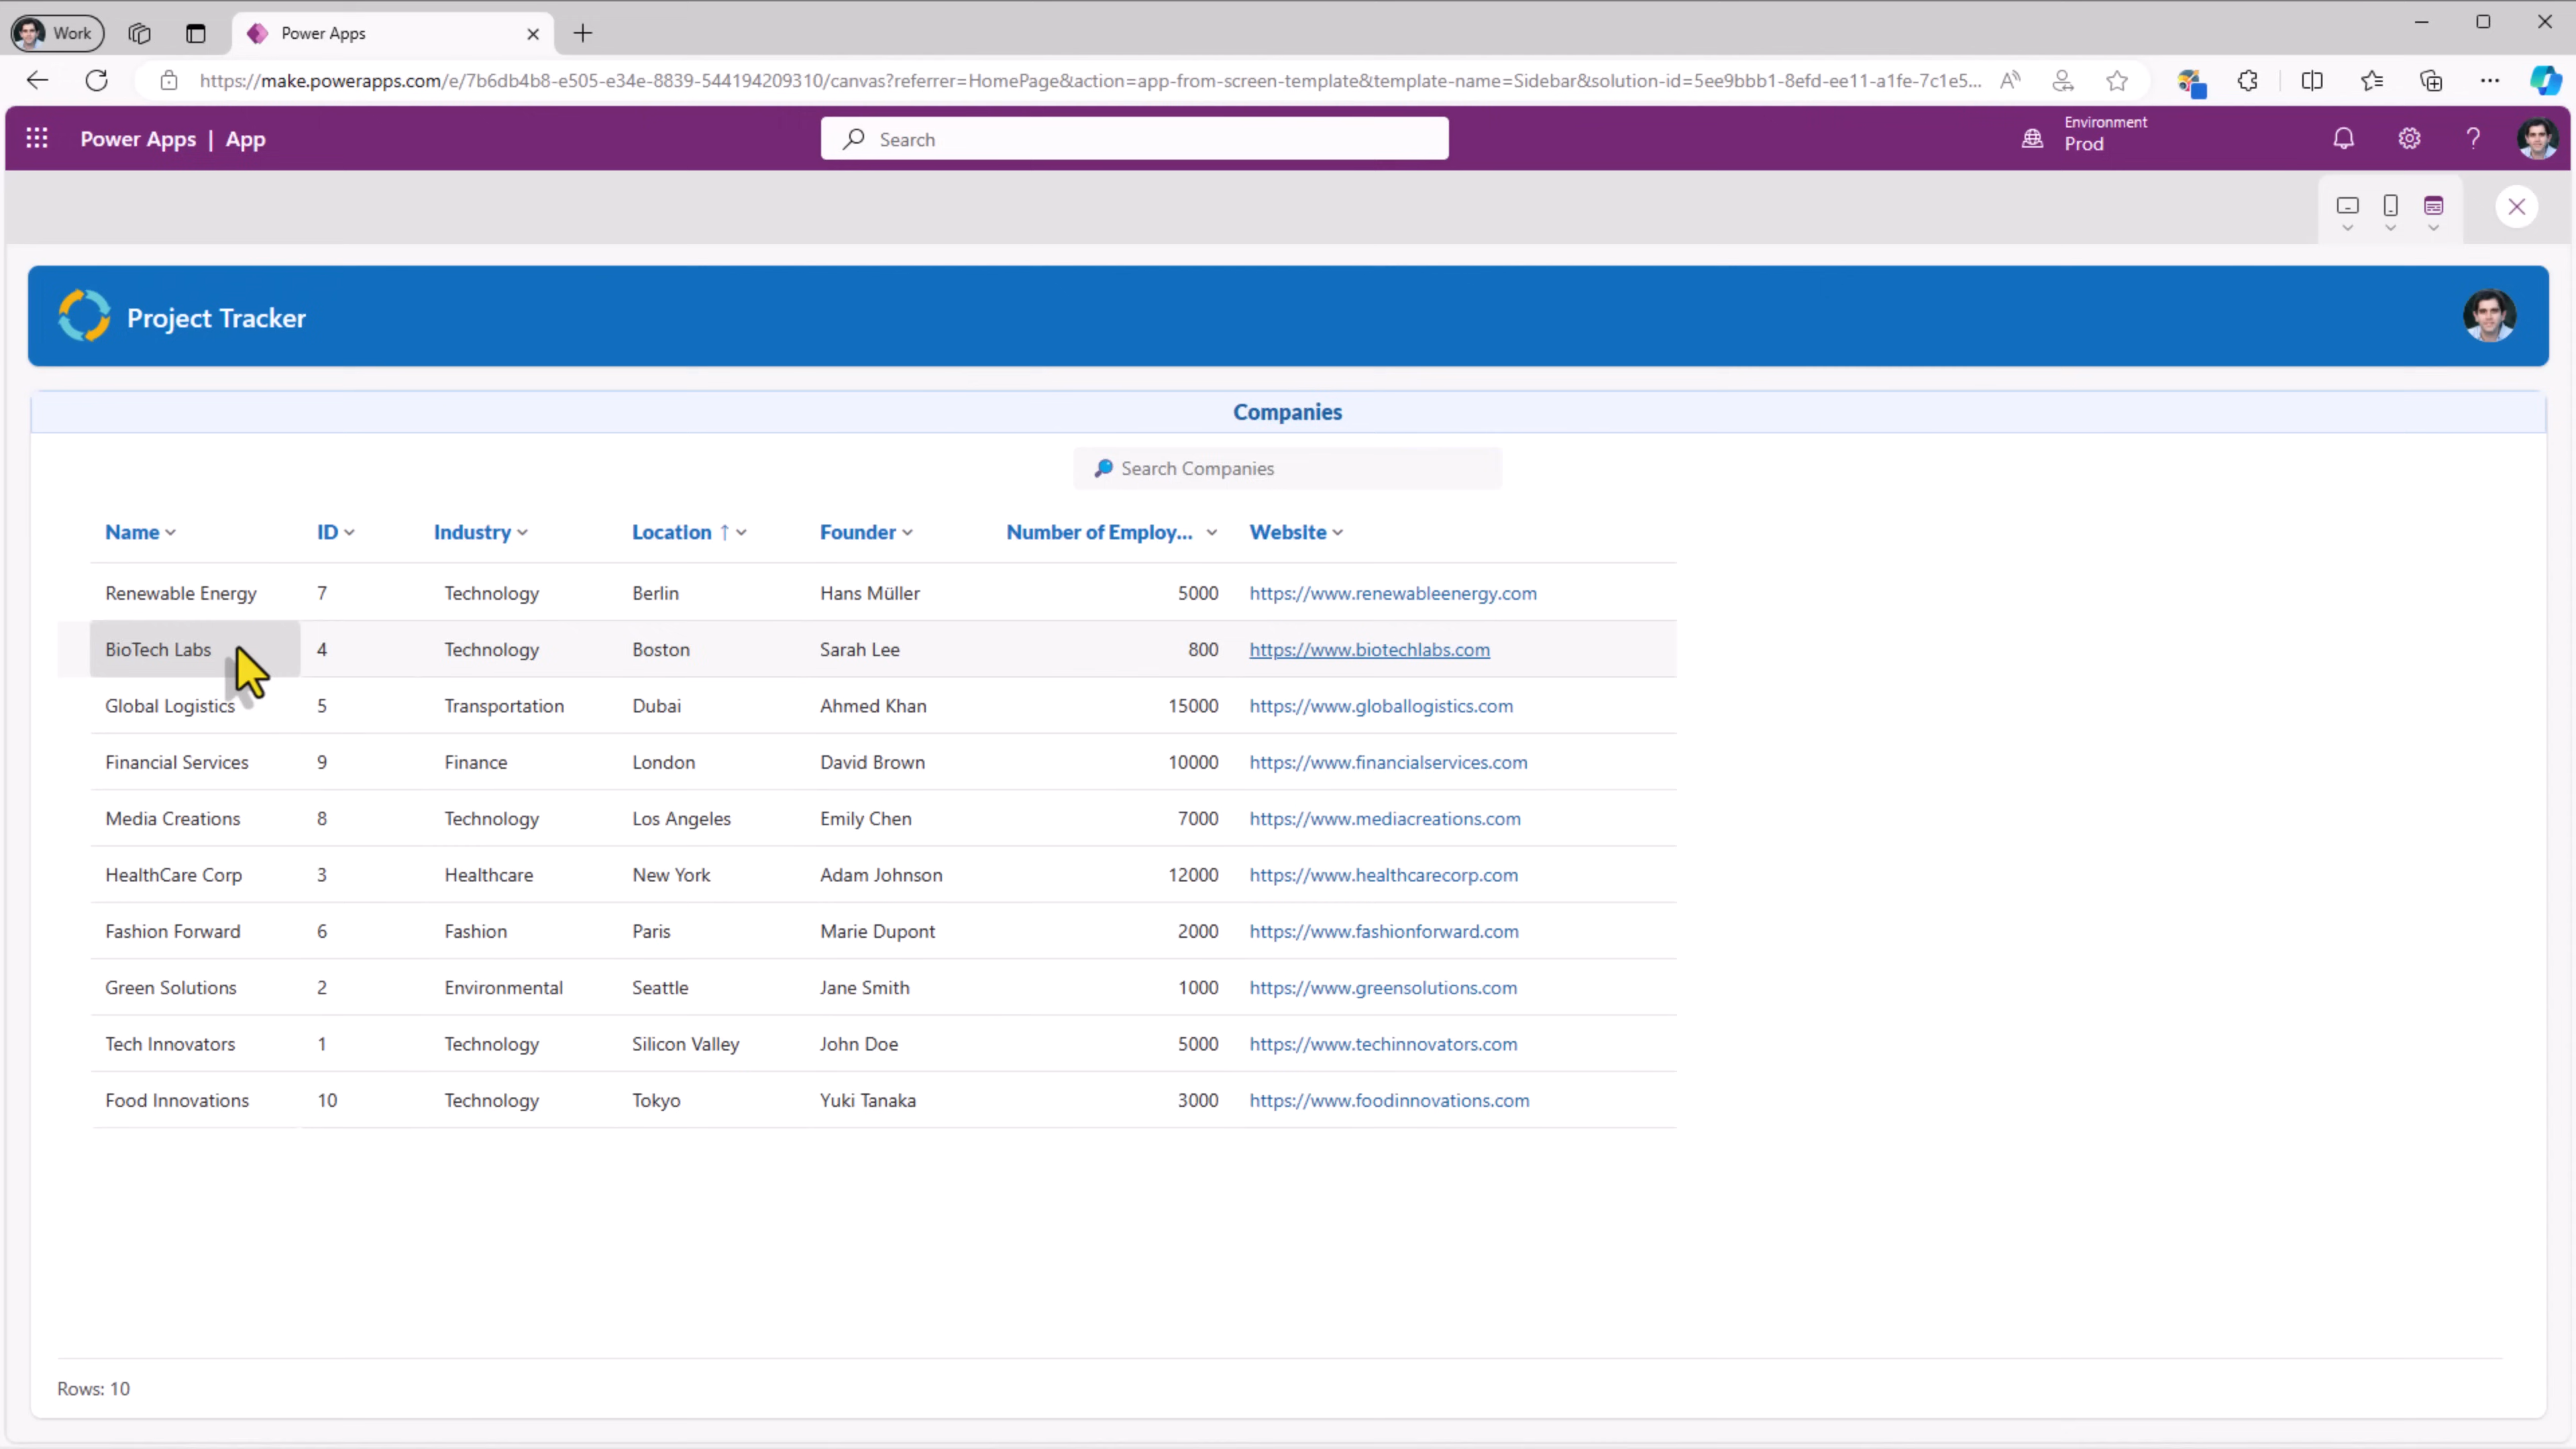 Work
Power Apps
https://make.powerapps.com/e/7b6db4b8-e505-e34e-8839-544194209310/canvas?referrer=HomePage&action=app-from-screen-template&template-name=Sidebar&solution-id=5ee9bbb1-8efd-ee11-a1fe-7c1e5...
Power Apps | App
Search
Environment
Prod
Project Tracker
Companies
Search Companies
Name ID Industry Location ↑ Founder Number of Employ... Website
Renewable Energy 7 Technology Berlin Hans Müller 5000 https://www.renewableenergy.com
BioTech Labs 4 Technology Boston Sarah Lee 800 https://www.biotechlabs.com
Global Logistics 5 Transportation Dubai Ahmed Khan 15000 https://www.globallogistics.com
Financial Services 9 Finance London David Brown 10000 https://www.financialservices.com
Media Creations 8 Technology Los Angeles Emily Chen 7000 https://www.mediacreations.com
HealthCare Corp 3 Healthcare New York Adam Johnson 12000 https://www.healthcarecorp.com
Fashion Forward 6 Fashion Paris Marie Dupont 2000 https://www.fashionforward.com
Green Solutions 2 Environmental Seattle Jane Smith 1000 https://www.greensolutions.com
Tech Innovators 1 Technology Silicon Valley John Doe 5000 https://www.techinnovators.com
Food Innovations 10 Technology Tokyo Yuki Tanaka 3000 https://www.foodinnovations.com
Rows: 10